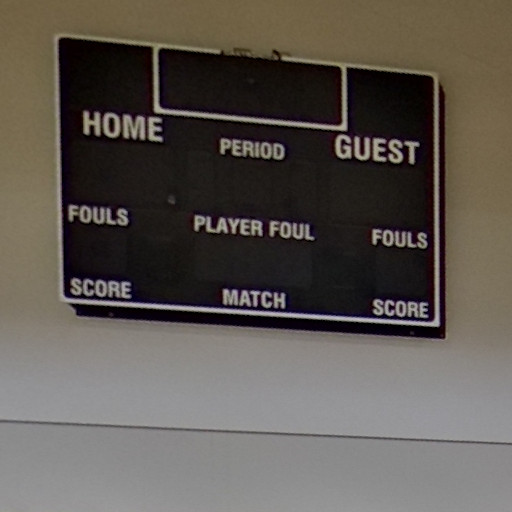 HOME PERIOD GUEST
FOULS PLAYER FOUL FOULS
SCORE MATCH SCORE